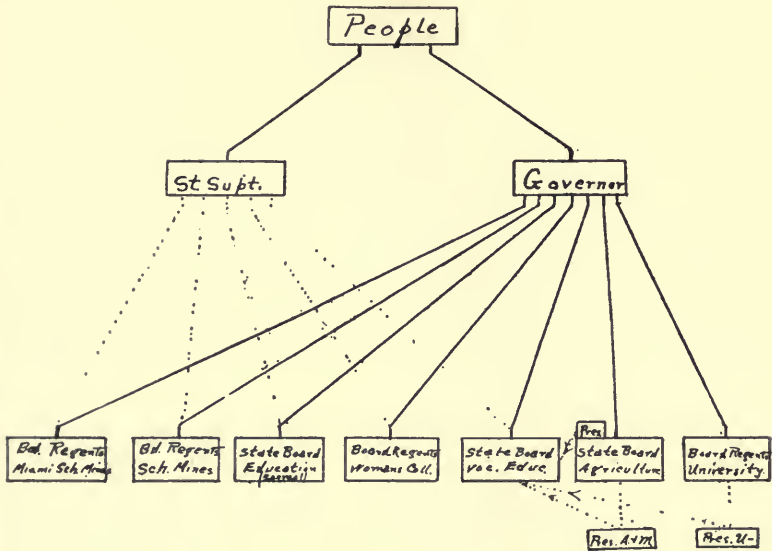 People
St. Supt.
Governor
Bd. Regents
Miami Sch. Mines
Bd. Regents
Sch. Mines
State Board
Education
(Normal)
Board Regents
Womans Coll.
State Board
Voc. Educ.
Pres.
State Board
Agriculture
Board Regents
University
Pres. A+M
Pres. U-